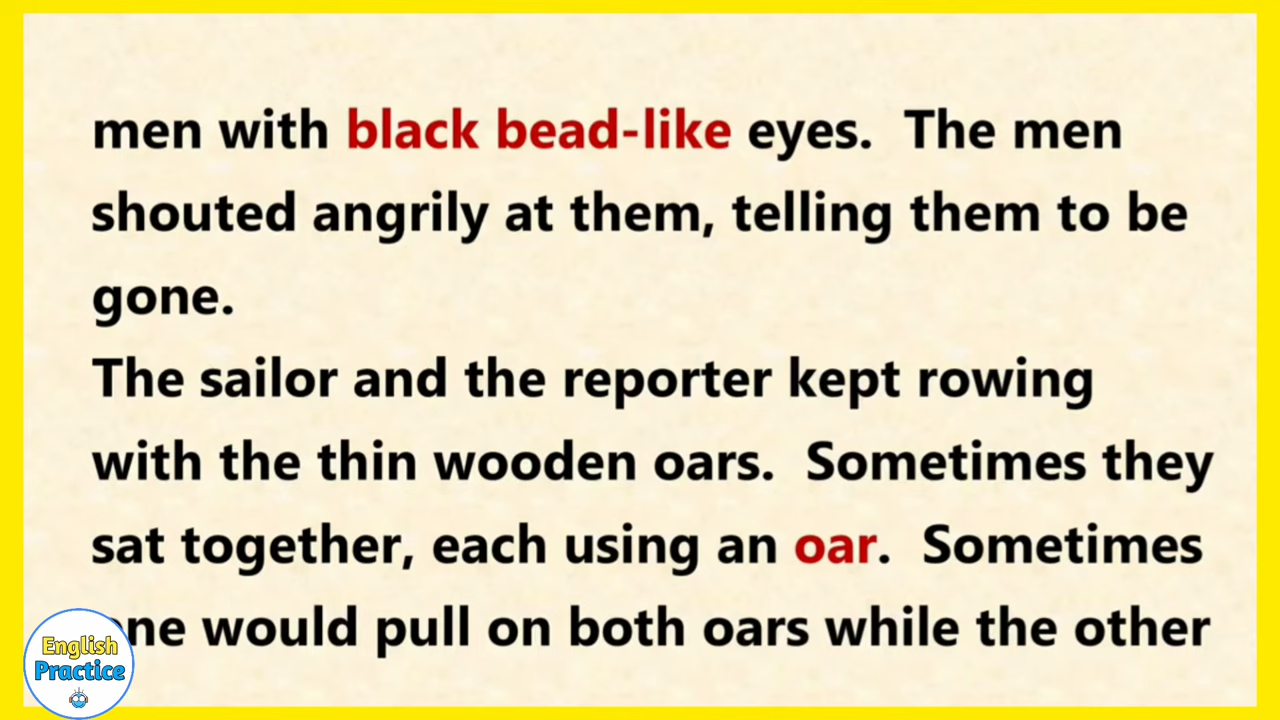 men with black bead-like eyes.  The men
shouted angrily at them, telling them to be
gone.
The sailor and the reporter kept rowing
with the thin wooden oars.  Sometimes they
sat together, each using an oar.  Sometimes
one would pull on both oars while the other
English
Practice